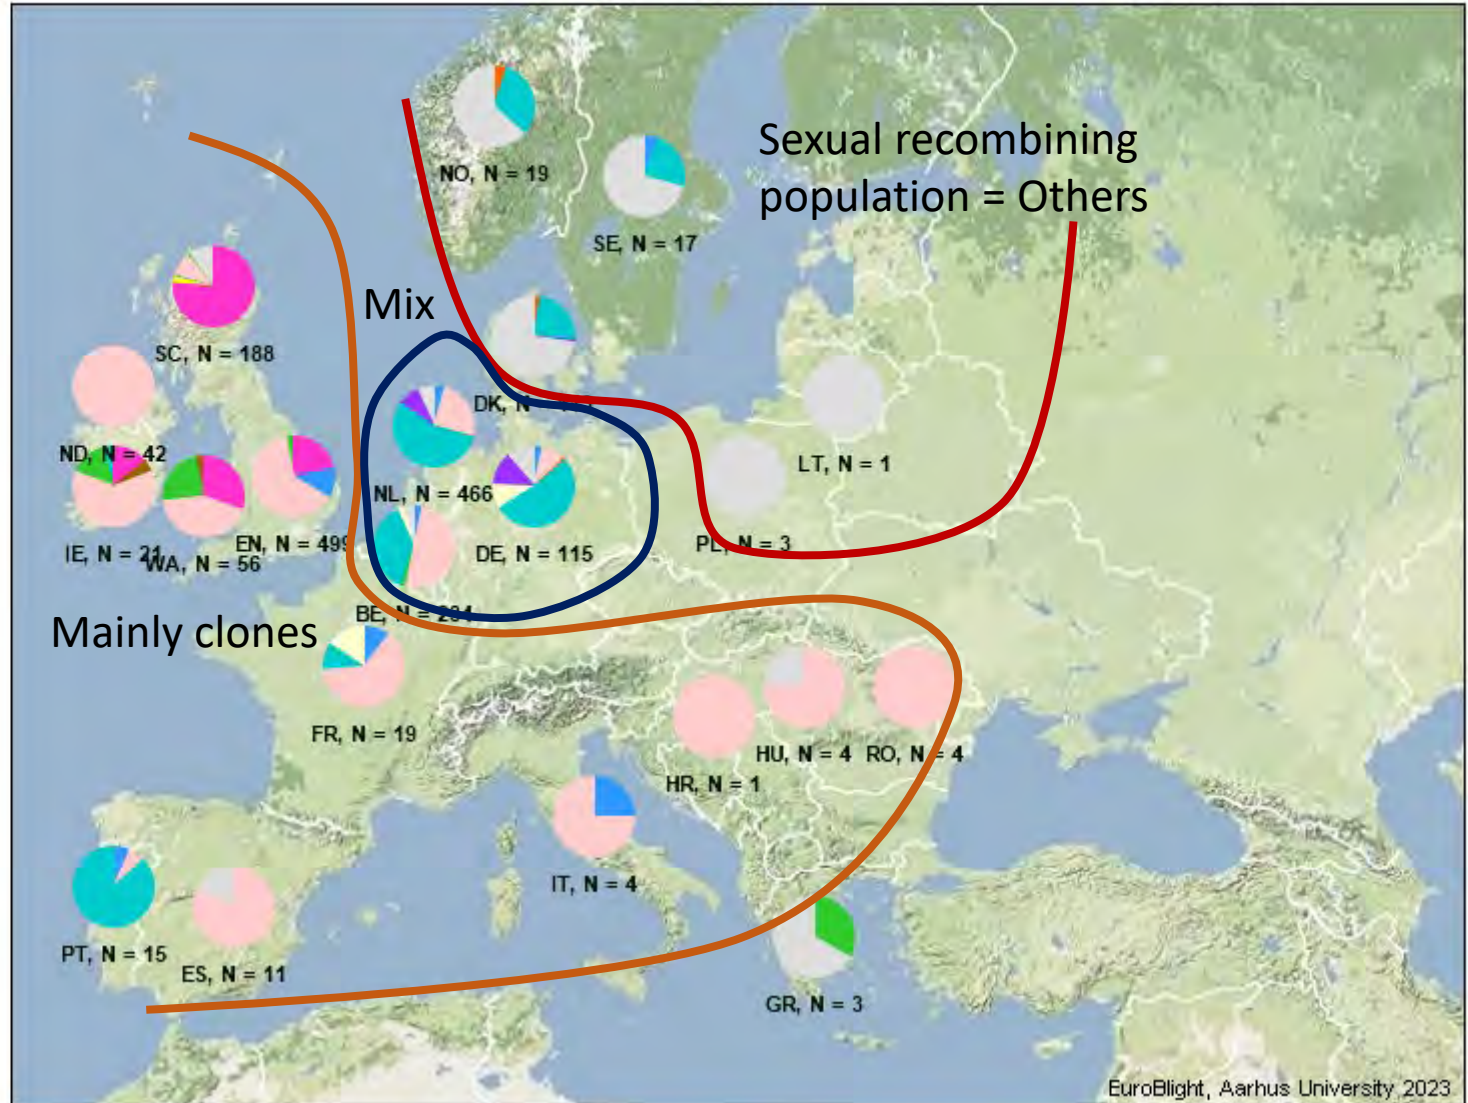 NO, N = 19
Sexual recombining
population = Others
SE, N = 17
Mix
SC, N = 188
DK, N
ND, N = 42
LT, N = 1
NL, N = 466
IE, N = 21
WA, N = 56
EN, N = 499
DE, N = 115
PL, N = 3
BE, N =
Mainly clones
FR, N = 19
HU, N = 4
RO, N = 4
HR, N = 1
IT, N = 4
PT, N = 15
ES, N = 11
GR, N = 3
EuroBlight, Aarhus University, 2023